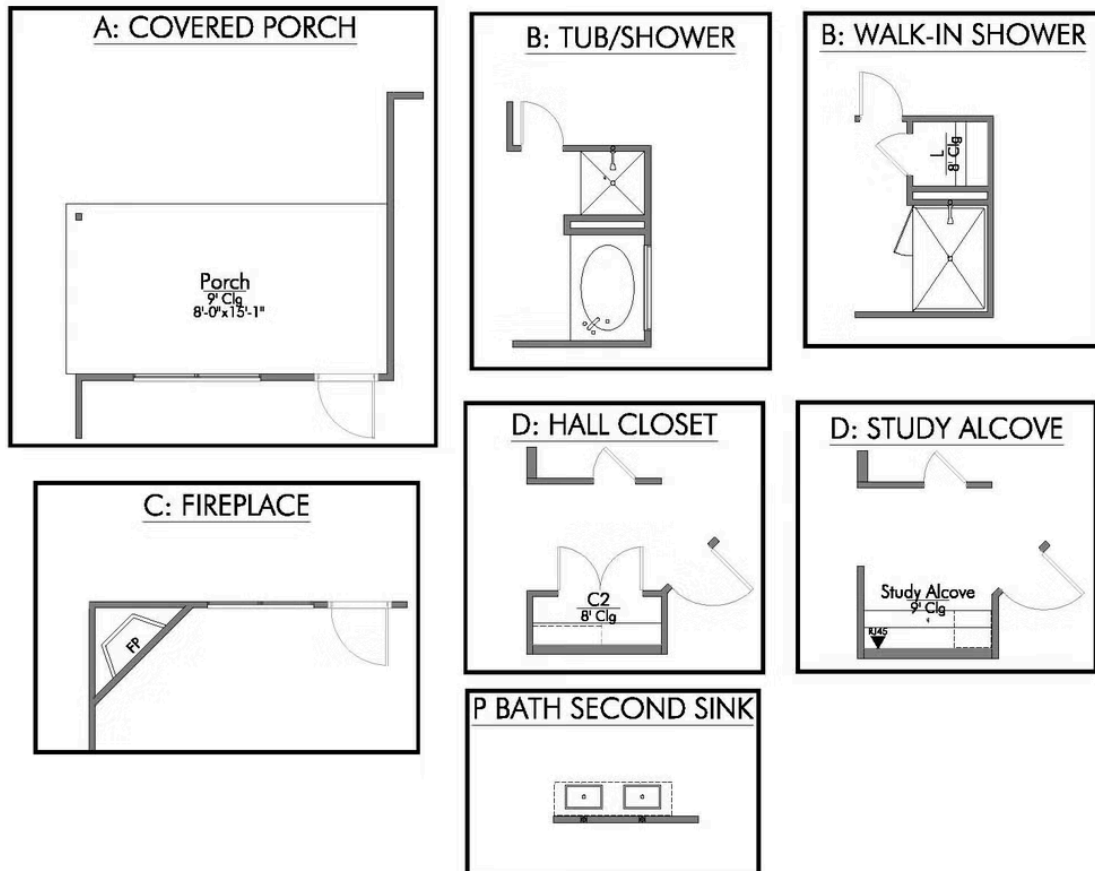 A: COVERED PORCH
Porch
9' Clg
8'-0"x15'-1"
B: TUB/SHOWER
B: WALK-IN SHOWER
L
8' Clg
C: FIREPLACE
FP
D: HALL CLOSET
C2
8' Clg
D: STUDY ALCOVE
Study Alcove
9' Clg
RJ45
P BATH SECOND SINK